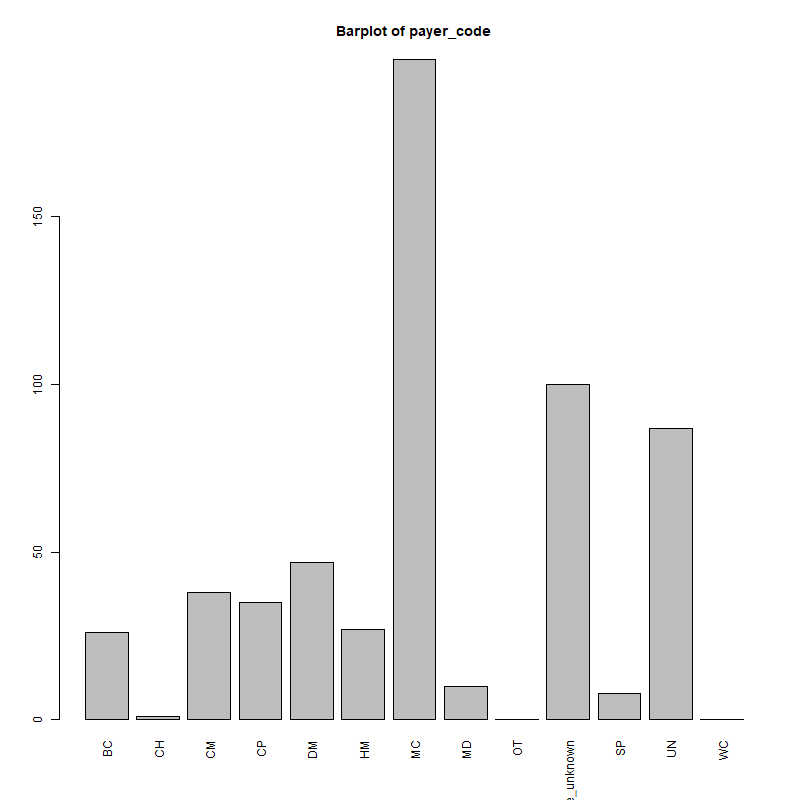 Barplot of payer_code
150
100
50
0
BC
CH
CM
CP
DM
HM
MC
MD
OT
e_unknown
SP
UN
WC